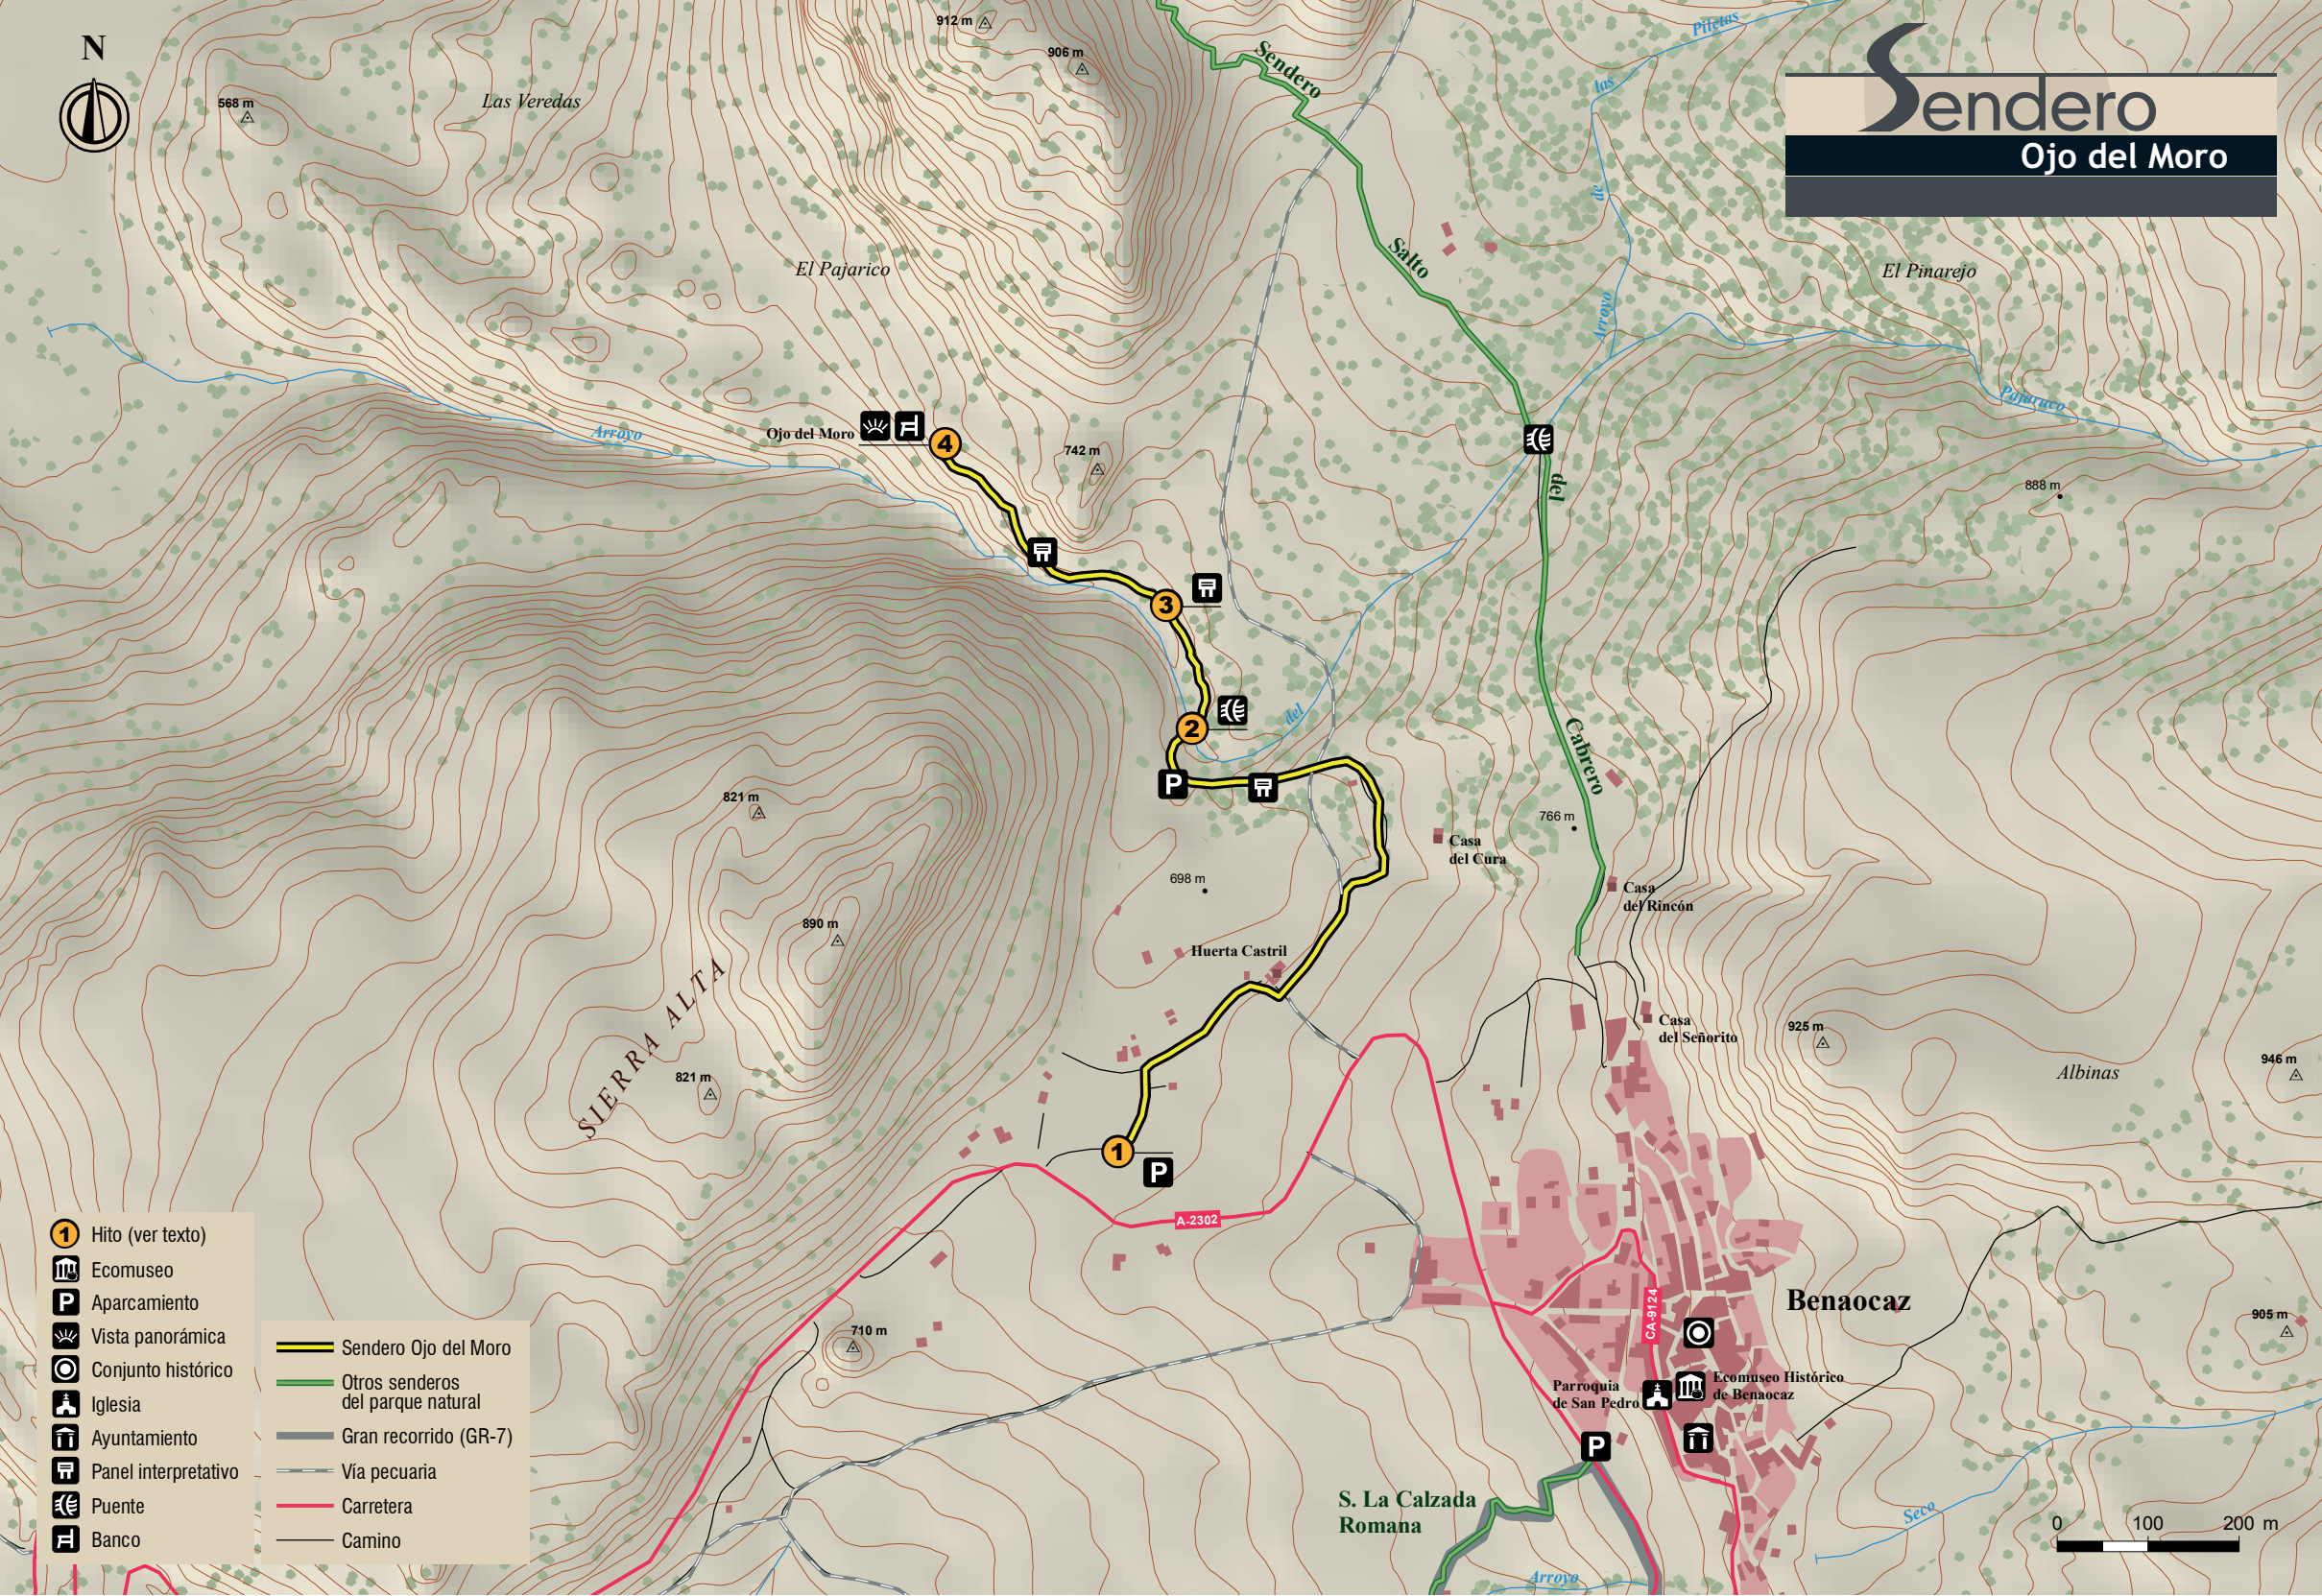 N
912 m
906 m
568 m
Las Veredas
Sendero
Piletas
las
de
Arroyo
Sendero
Ojo del Moro
El Pajarico
Salto
El Pinarejo
Pajaruco
Arroyo
Ojo del Moro
4
742 m
del
888 m
3
2
del
P
Cabrero
821 m
766 m
Casa
del Cura
698 m
Casa
del Rincón
890 m
Huerta Castril
SIERRA ALTA
Casa
del Señorito
925 m
946 m
821 m
Albinas
1
P
A-2302
Benaocaz
CA-9124
905 m
710 m
Ecomuseo Histórico
de Benaocaz
Parroquia
de San Pedro
P
S. La Calzada
Romana
Seco
Arroyo
1 Hito (ver texto)
Ecomuseo
P Aparcamiento
Vista panorámica
Conjunto histórico
Iglesia
Ayuntamiento
Panel interpretativo
Puente
Banco
Sendero Ojo del Moro
Otros senderos
del parque natural
Gran recorrido (GR-7)
Vía pecuaria
Carretera
Camino
0 100 200 m